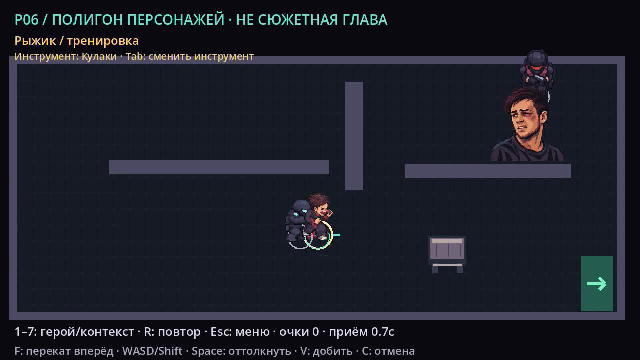 P06 / ПОЛИГОН ПЕРСОНАЖЕЙ · НЕ СЮЖЕТНАЯ ГЛАВА
Рыжик / тренировка
Инструмент: Кулаки · Tab: сменить инструмент
1–7: герой/контекст · R: повтор · Esc: меню · очки 0 · приём 0.7с
F: перекат вперёд · WASD/Shift · Space: оттолкнуть · V: добить · C: отмена